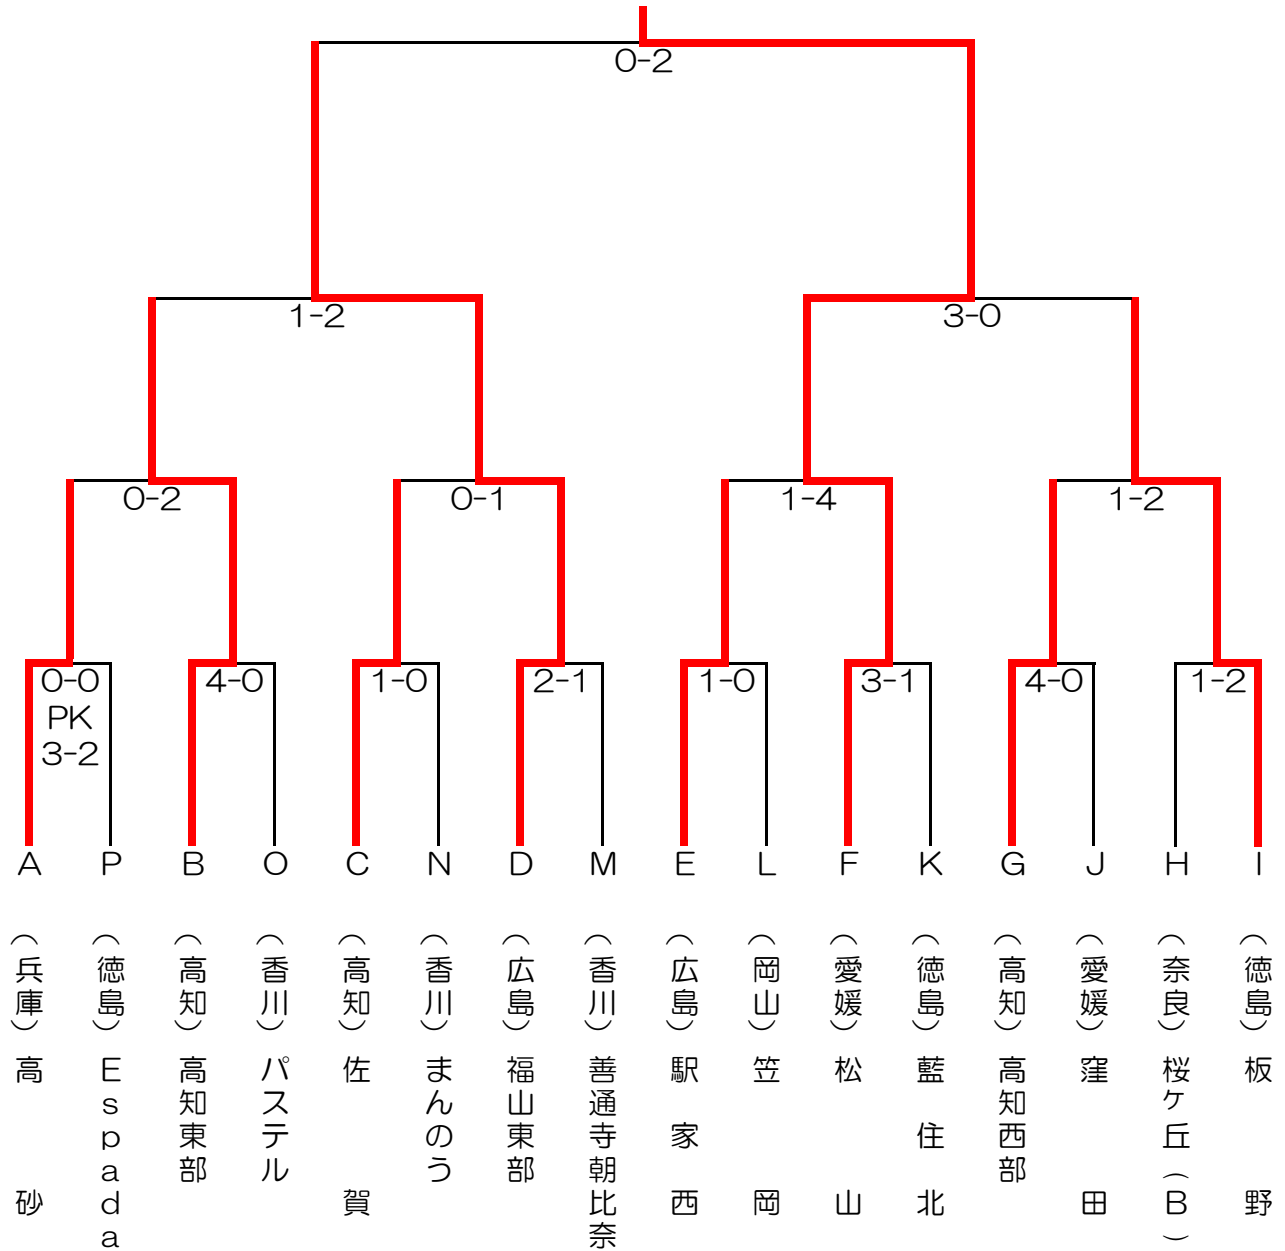 0-2
1-2
3-0
0-2
0-1
1-4
1-2
0-0
PK
3-2
4-0
1-0
2-1
1-0
3-1
4-0
1-2
A
P
B
O
C
N
D
M
E
L
F
K
G
J
H
I
（兵庫）高砂
（徳島）Espada
（高知）高知東部
（香川）パステル
（高知）佐賀
（香川）まんのう
（広島）福山東部
（香川）善通寺朝比奈
（広島）駅家西
（岡山）笠岡
（愛媛）松山
（徳島）藍住北
（高知）高知西部
（愛媛）窪田
（奈良）桜ケ丘（B）
（徳島）板野